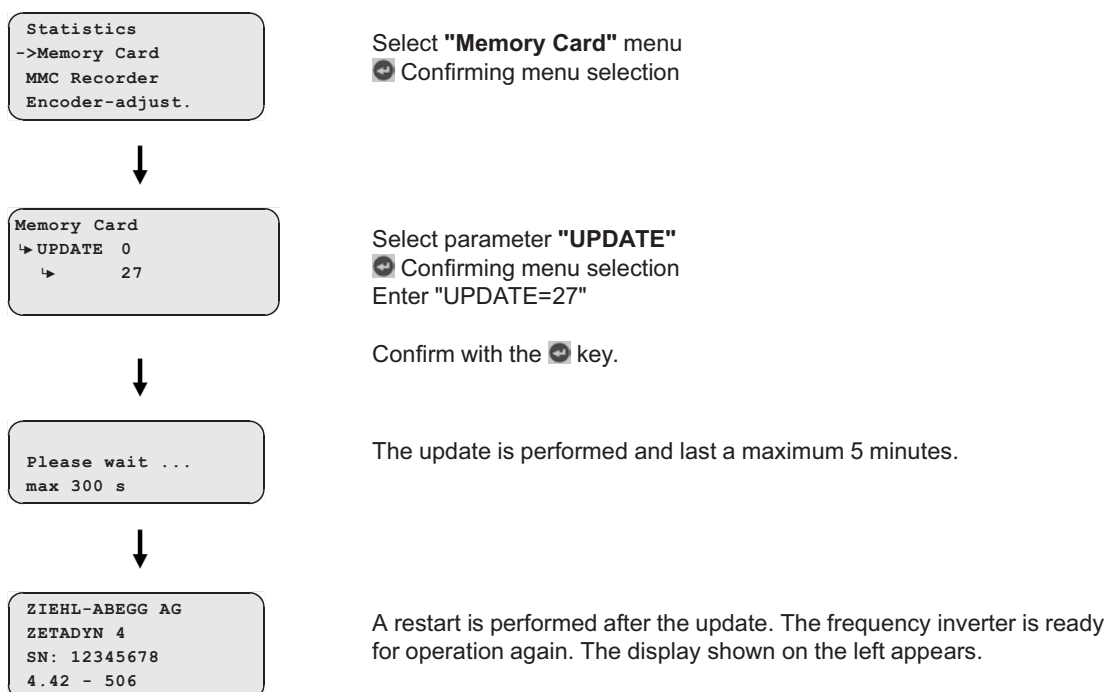 Statistics
->Memory Card
MMC Recorder
Encoder-adjust.
Select "Memory Card" menu
Confirming menu selection
Memory Card
↳ UPDATE 0
↳ 27
Select parameter "UPDATE"
Confirming menu selection
Enter "UPDATE=27"
Confirm with the key.
Please wait ...
max 300 s
The update is performed and last a maximum 5 minutes.
ZIEHL-ABEGG AG
ZETADYN 4
SN: 12345678
4.42 - 506
A restart is performed after the update. The frequency inverter is ready
for operation again. The display shown on the left appears.